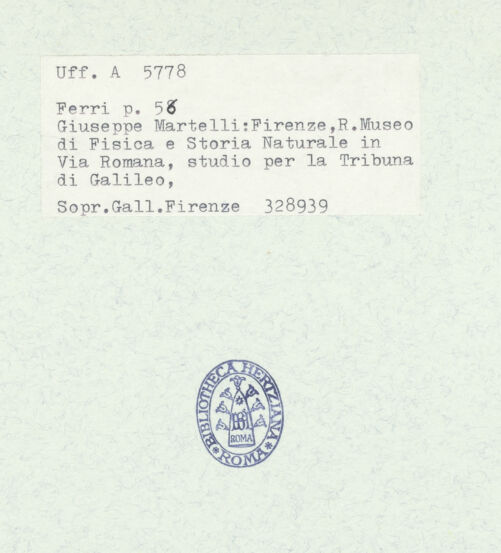 Uff. A 5778
Ferri p. 58
Giuseppe Martelli:Firenze,R.Museo
di Fisica e Storia Naturale in
Via Romana, studio per la Tribuna
di Galileo,
Sopr.Gall.Firenze 328939
BIBLIOTHECA HERTZIANA
ROMA
ROMA